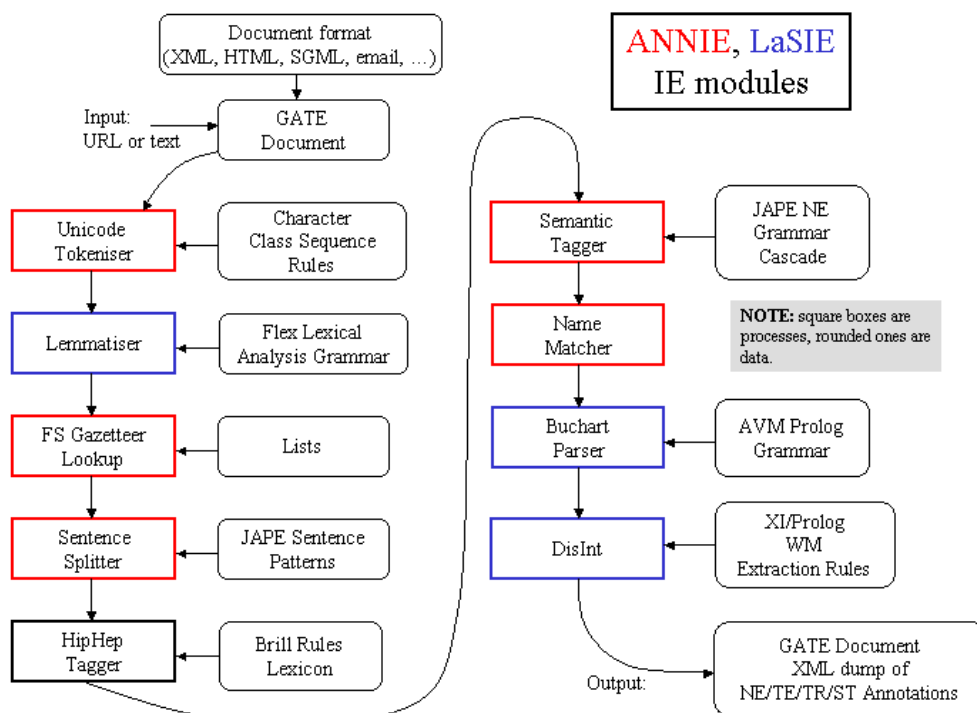 Document format
(XML, HTML, SGML, email, ...)
ANNIE, LaSIE
IE modules
Input:
URL or text
GATE
Document
Unicode
Tokeniser
Character
Class Sequence
Rules
Lemmatiser
Flex Lexical
Analysis Grammar
FS Gazetteer
Lookup
Lists
Sentence
Splitter
JAPE Sentence
Patterns
HipHep
Tagger
Brill Rules
Lexicon
Semantic
Tagger
JAPE NE
Grammar
Cascade
Name
Matcher
NOTE: square boxes are
processes, rounded ones are
data.
Buchart
Parser
AVM Prolog
Grammar
DisInt
XI/Prolog
WM
Extraction Rules
Output:
GATE Document
XML dump of
NE/TE/TR/ST Annotations